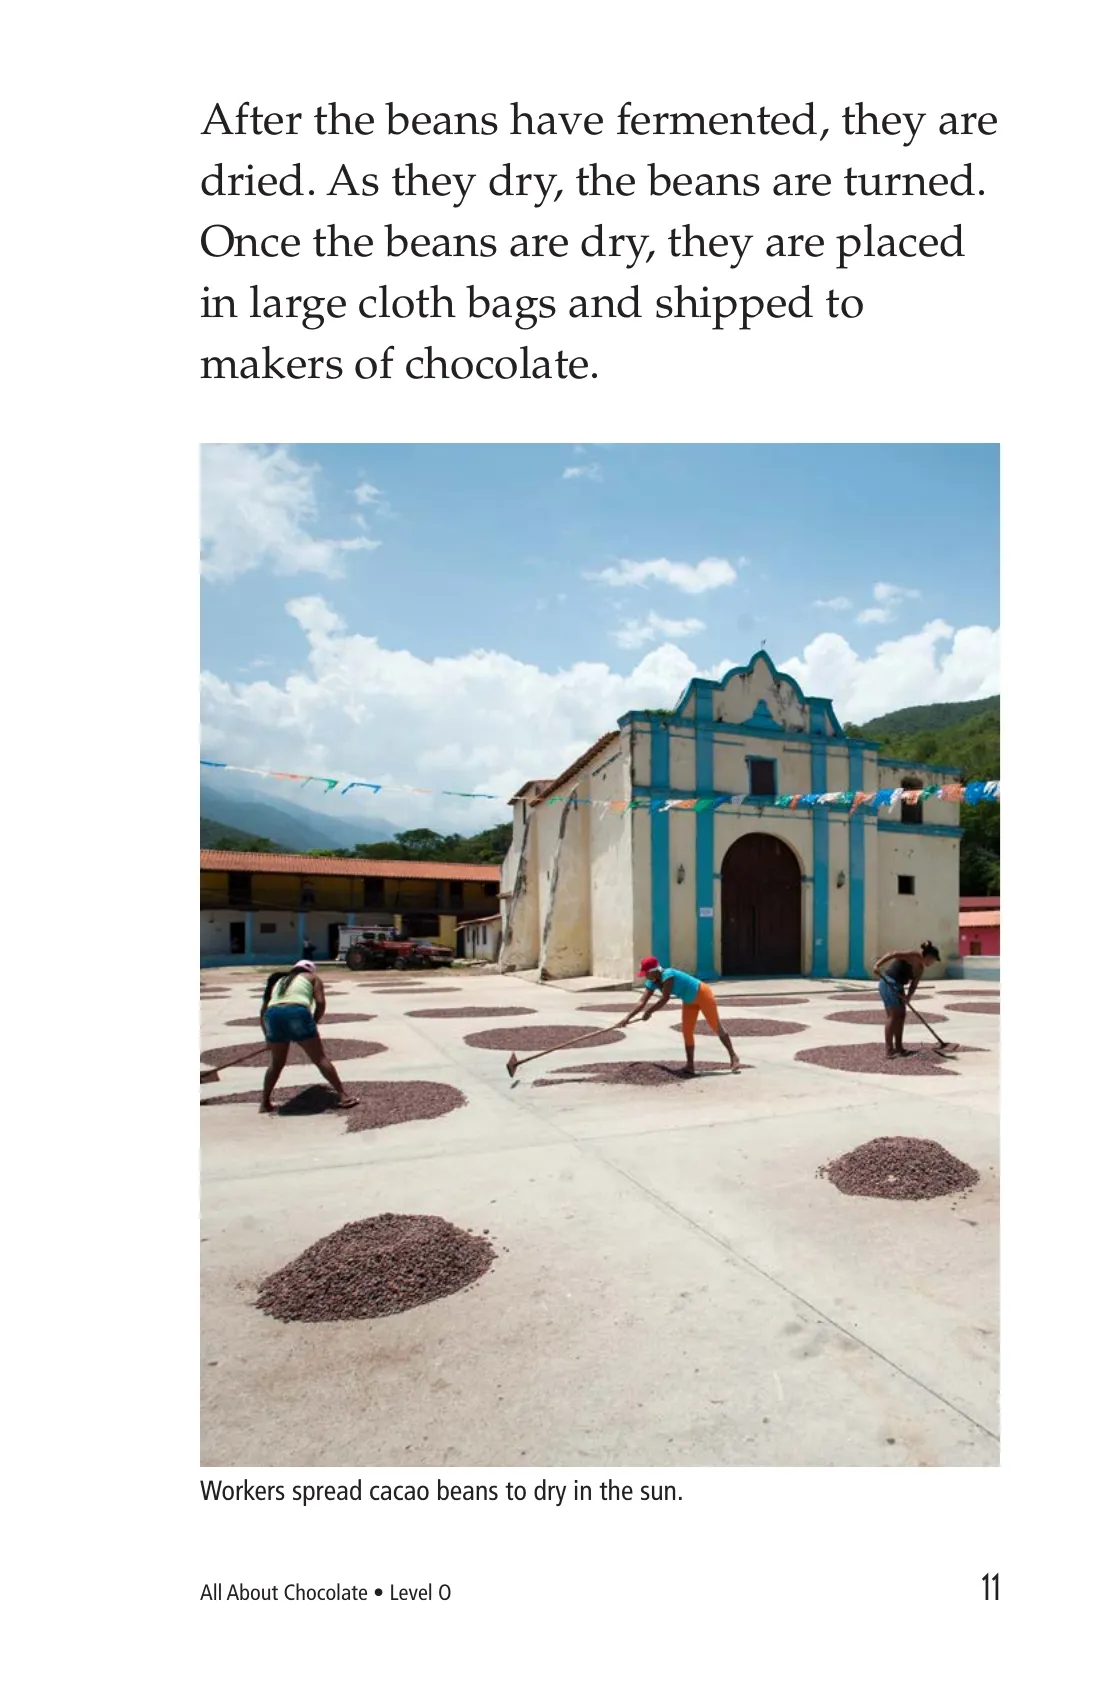 After the beans have fermented, they are
dried. As they dry, the beans are turned.
Once the beans are dry, they are placed
in large cloth bags and shipped to
makers of chocolate.
Workers spread cacao beans to dry in the sun.
All About Chocolate • Level O
11